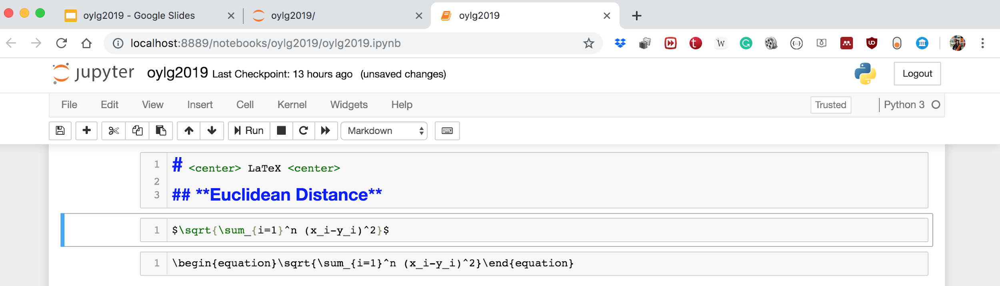 oylg2019 - Google Slides
oylg2019/
oylg2019
localhost:8889/notebooks/oylg2019/oylg2019.ipynb
jupyter oylg2019 Last Checkpoint: 13 hours ago (unsaved changes)
Logout
File Edit View Insert Cell Kernel Widgets Help
Trusted
Python 3
Run
Markdown
1 # <center> LaTeX <center>
2
3 ## **Euclidean Distance**
1 $\sqrt{\sum_{i=1}^n (x_i-y_i)^2}$
1 \begin{equation}\sqrt{\sum_{i=1}^n (x_i-y_i)^2}\end{equation}